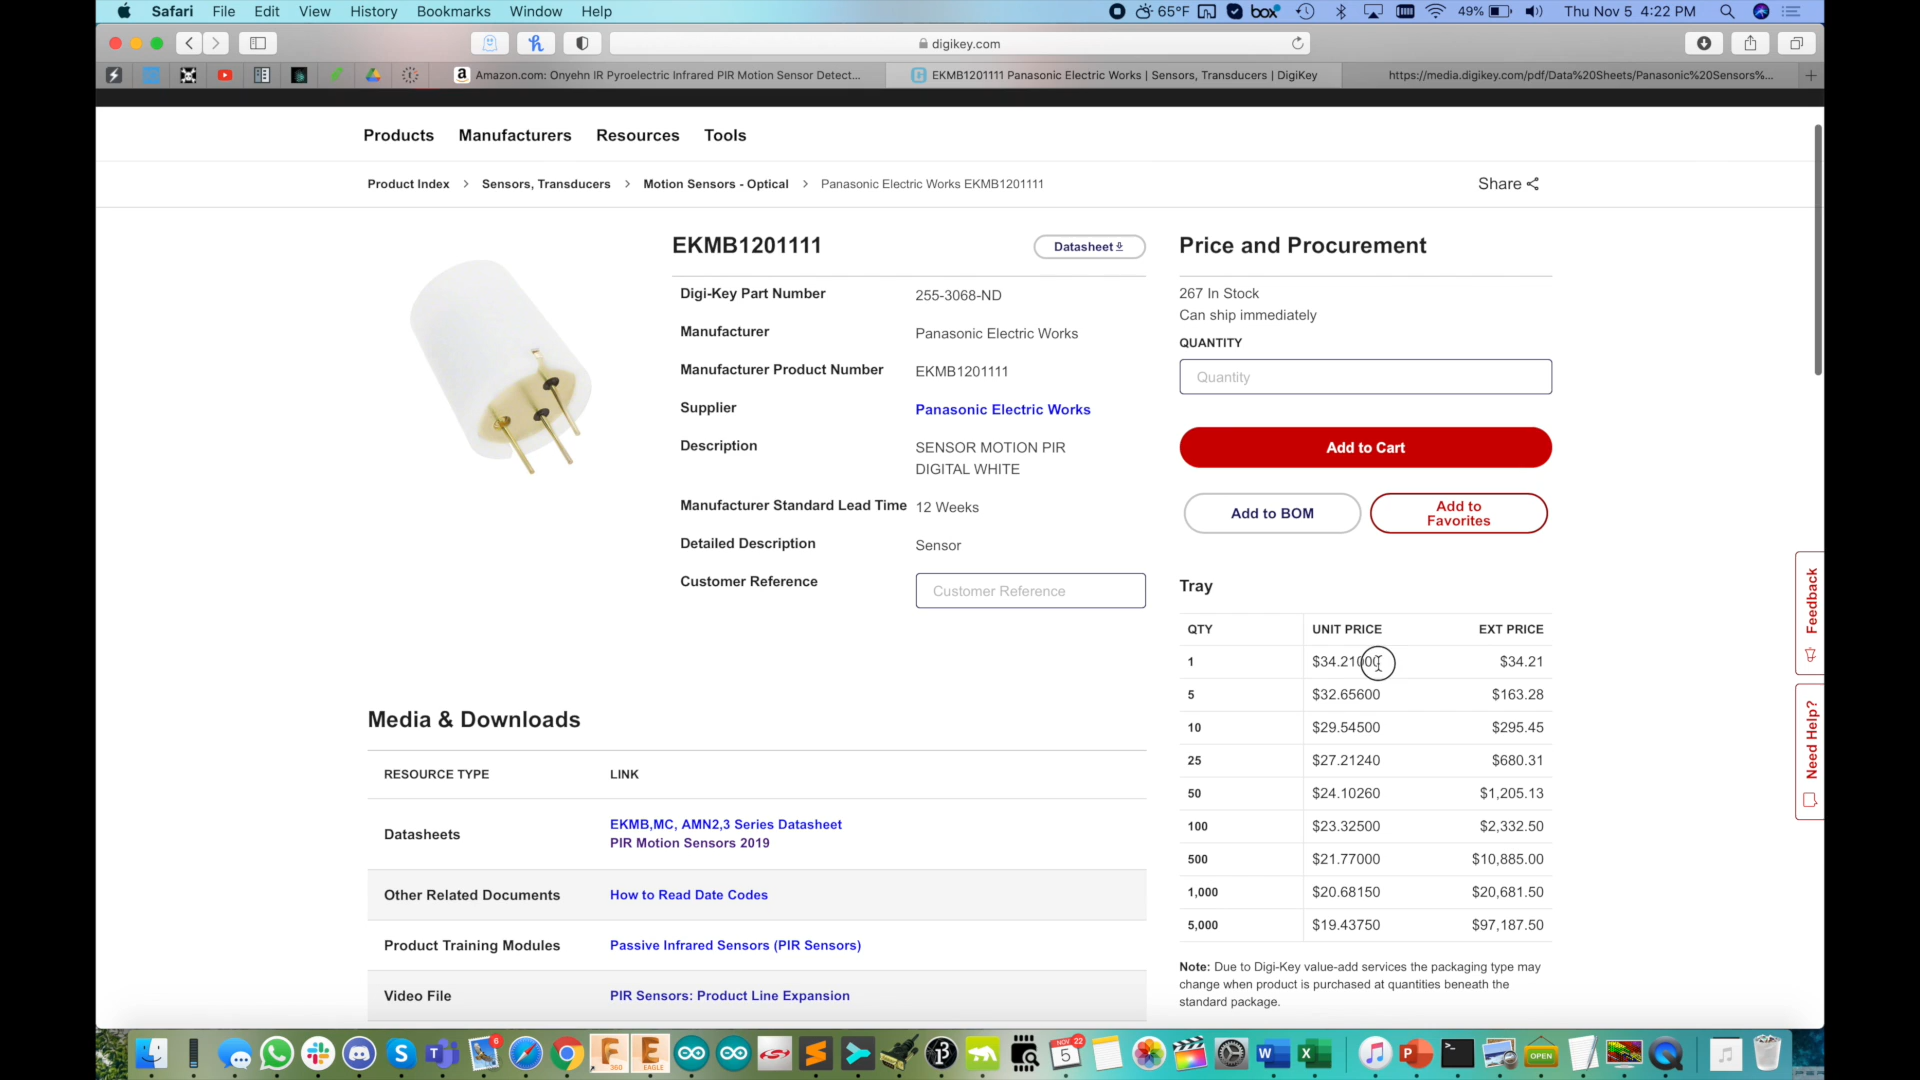 Safari File Edit View History Bookmarks Window Help
65°F box 49% Thu Nov 5 4:22 PM
digikey.com
Amazon.com: Onyehn IR Pyroelectric Infrared PIR Motion Sensor Detect...
EKMB1201111 Panasonic Electric Works | Sensors, Transducers | DigiKey
https://media.digikey.com/pdf/Data%20Sheets/Panasonic%20Sensors%...
Products Manufacturers Resources Tools
Product Index > Sensors, Transducers > Motion Sensors - Optical > Panasonic Electric Works EKMB1201111
Share
EKMB1201111
Datasheet
Digi-Key Part Number 255-3068-ND
Manufacturer Panasonic Electric Works
Manufacturer Product Number EKMB1201111
Supplier Panasonic Electric Works
Description SENSOR MOTION PIR
DIGITAL WHITE
Manufacturer Standard Lead Time 12 Weeks
Detailed Description Sensor
Customer Reference Customer Reference
Price and Procurement
267 In Stock
Can ship immediately
QUANTITY
Quantity
Add to Cart
Add to BOM
Add to
Favorites
Tray
QTY UNIT PRICE EXT PRICE
1 $34.21000 $34.21
5 $32.65600 $163.28
10 $29.54500 $295.45
25 $27.21240 $680.31
50 $24.10260 $1,205.13
100 $23.32500 $2,332.50
500 $21.77000 $10,885.00
1,000 $20.68150 $20,681.50
5,000 $19.43750 $97,187.50
Note: Due to Digi-Key value-add services the packaging type may
change when product is purchased at quantities beneath the
standard package.
Media & Downloads
RESOURCE TYPE LINK
Datasheets EKMB,MC, AMN2,3 Series Datasheet
PIR Motion Sensors 2019
Other Related Documents How to Read Date Codes
Product Training Modules Passive Infrared Sensors (PIR Sensors)
Video File PIR Sensors: Product Line Expansion
Feedback
Need Help?
6 F 360 E EAGLE NOV 5 22 W X P OPEN